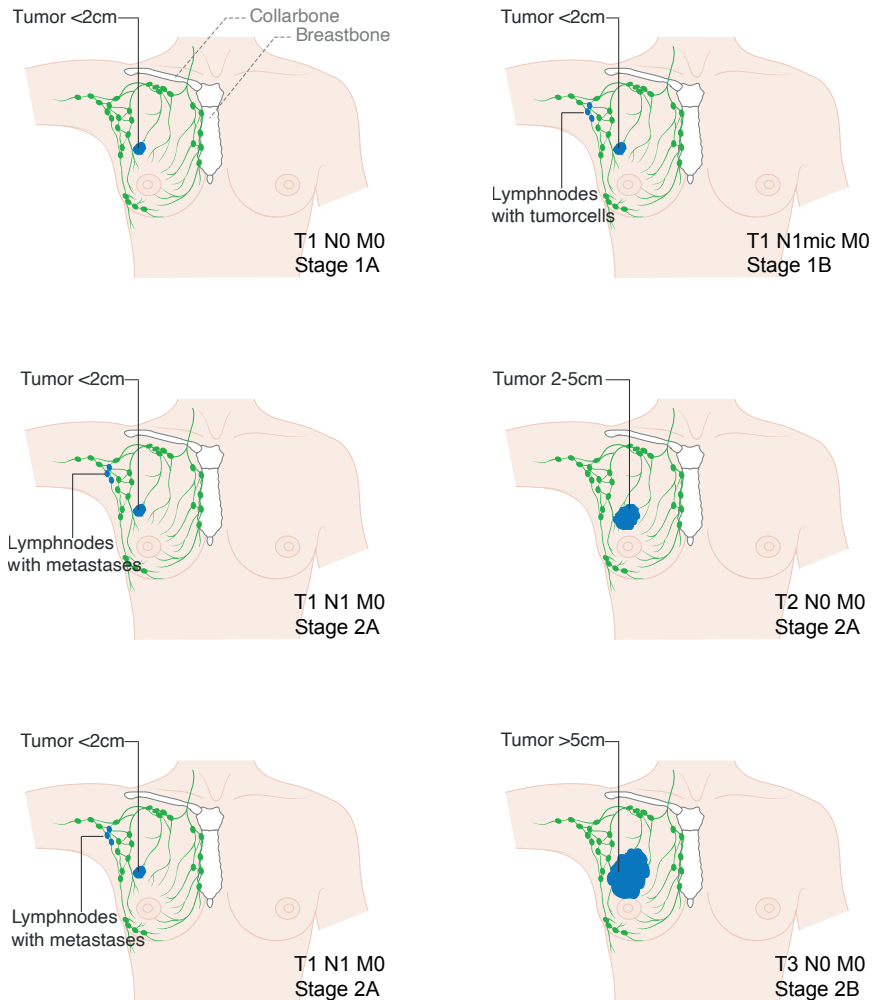 Tumor <2cm
Collarbone
Breastbone
T1 N0 M0
Stage 1A
Tumor <2cm
Lymphnodes
with tumorcells
T1 N1mic M0
Stage 1B
Tumor <2cm
Lymphnodes
with metastases
T1 N1 M0
Stage 2A
Tumor 2-5cm
T2 N0 M0
Stage 2A
Tumor <2cm
Lymphnodes
with metastases
T1 N1 M0
Stage 2A
Tumor >5cm
T3 N0 M0
Stage 2B